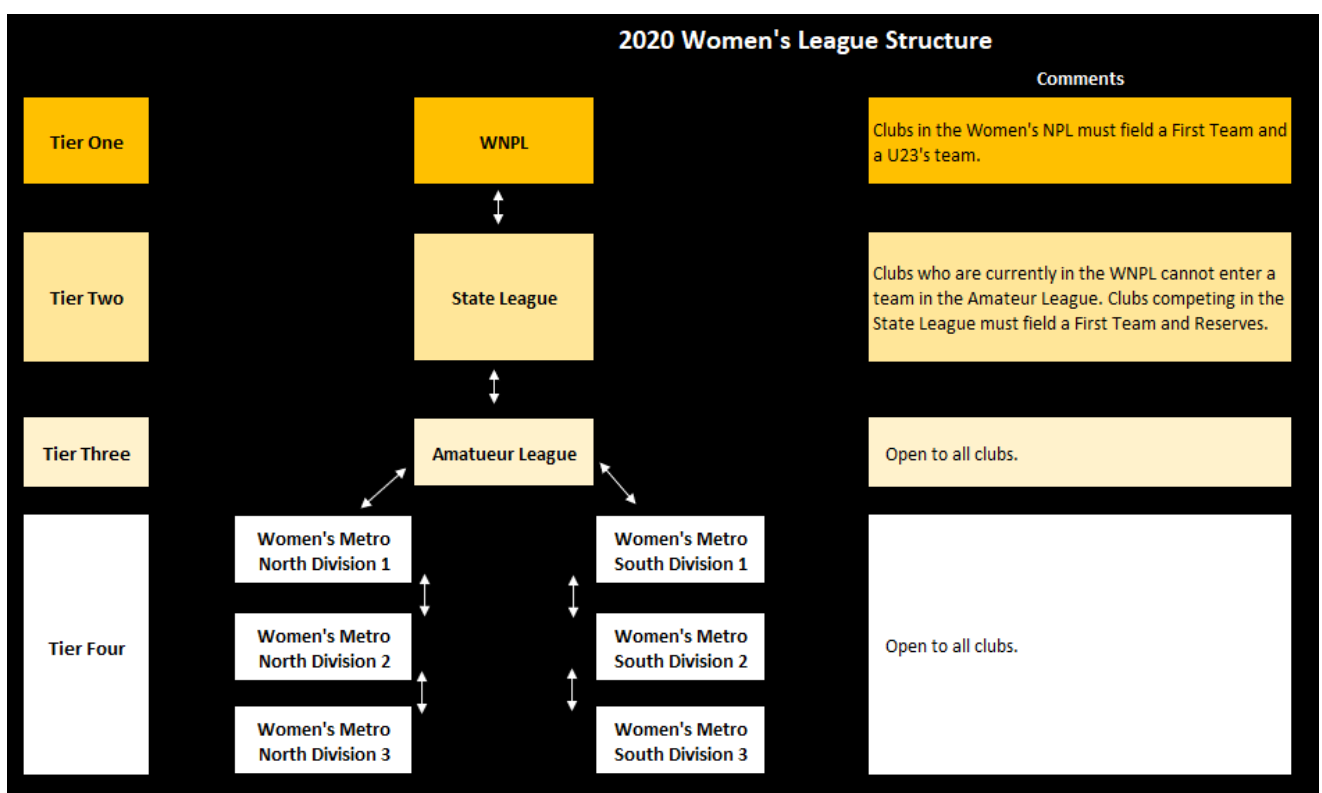 2020 Women's League Structure
Comments
Tier One
WNPL
Clubs in the Women's NPL must field a First Team and
a U23's team.
Tier Two
State League
Clubs who are currently in the WNPL cannot enter a
team in the Amateur League. Clubs competing in the
State League must field a First Team and Reserves.
Tier Three
Amatueur League
Open to all clubs.
Tier Four
Women's Metro
North Division 1
Women's Metro
South Division 1
Women's Metro
North Division 2
Women's Metro
South Division 2
Women's Metro
North Division 3
Women's Metro
South Division 3
Open to all clubs.